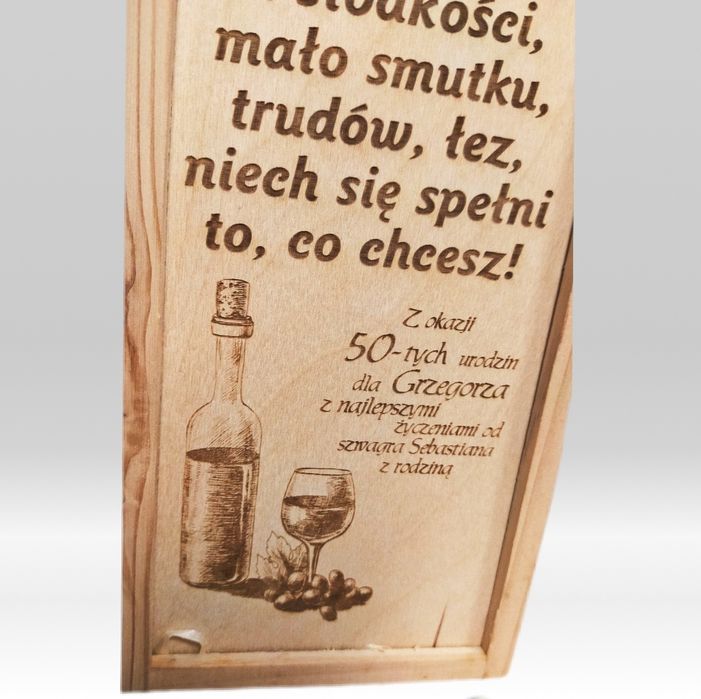 słodkości,
mało smutku,
trudów, łez,
niech się spełni
to, co chcesz!
Z okazji
50-tych urodzin
dla Grzegorza
z najlepszymi
życzeniami od
szwagra Sebastiana
z rodziną